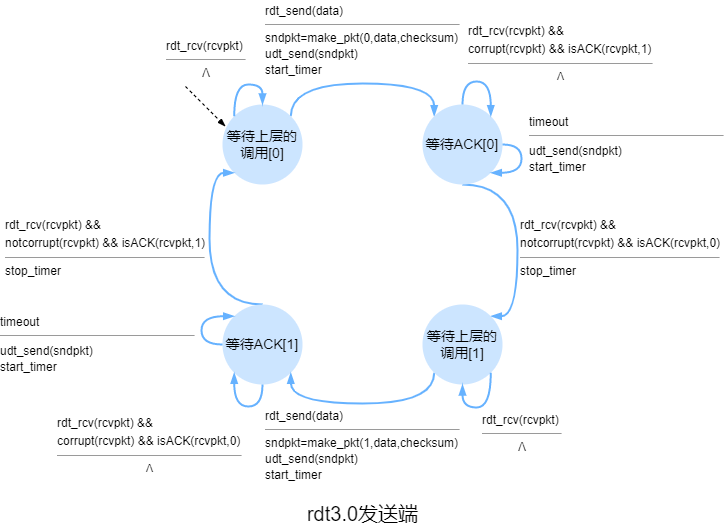 rdt_send(data)
sndpkt=make_pkt(0,data,checksum)
udt_send(sndpkt)
start_timer
rdt_rcv(rcvpkt)
Λ
rdt_rcv(rcvpkt) &&
corrupt(rcvpkt) && isACK(rcvpkt,1)
Λ
等待上层的
调用[0]
等待ACK[0]
timeout
udt_send(sndpkt)
start_timer
rdt_rcv(rcvpkt) &&
notcorrupt(rcvpkt) && isACK(rcvpkt,1)
stop_timer
rdt_rcv(rcvpkt) &&
notcorrupt(rcvpkt) && isACK(rcvpkt,0)
stop_timer
timeout
udt_send(sndpkt)
start_timer
等待ACK[1]
等待上层的
调用[1]
rdt_rcv(rcvpkt) &&
corrupt(rcvpkt) && isACK(rcvpkt,0)
Λ
rdt_send(data)
sndpkt=make_pkt(1,data,checksum)
udt_send(sndpkt)
start_timer
rdt_rcv(rcvpkt)
Λ
rdt3.0发送端